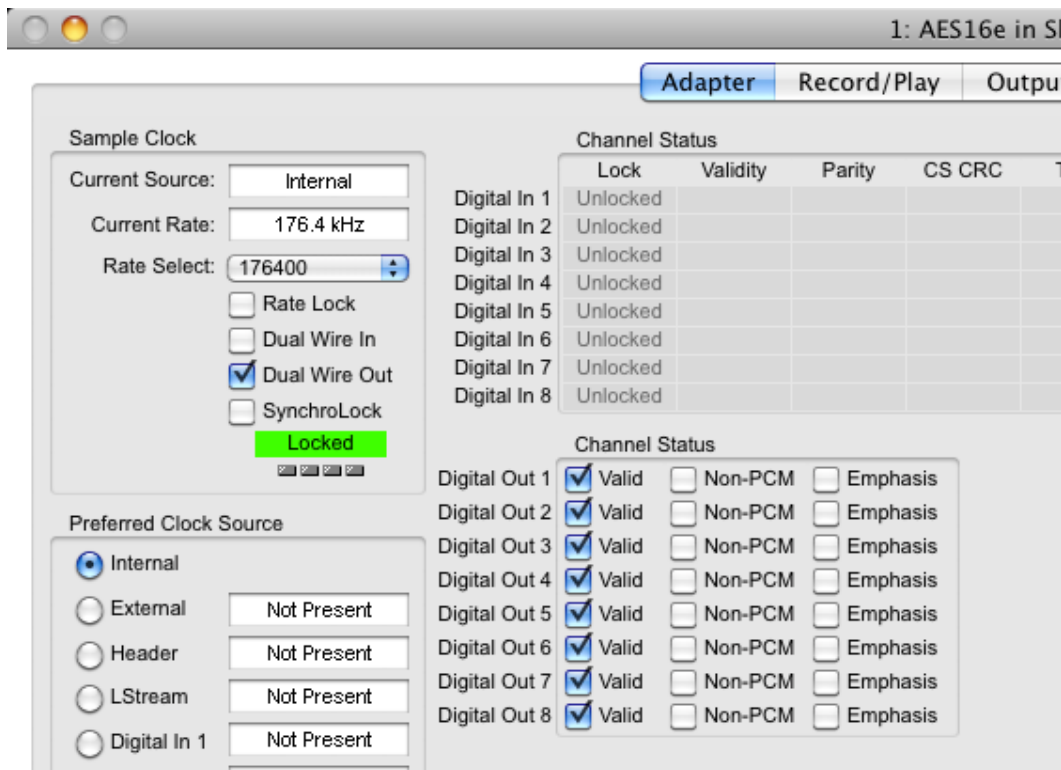 1: AES16e in Sl
Adapter Record/Play Outpu
Sample Clock
Current Source: Internal
Current Rate: 176.4 kHz
Rate Select: 176400
Rate Lock
Dual Wire In
Dual Wire Out
SynchroLock
Locked
Channel Status
Lock Validity Parity CS CRC
Digital In 1 Unlocked
Digital In 2 Unlocked
Digital In 3 Unlocked
Digital In 4 Unlocked
Digital In 5 Unlocked
Digital In 6 Unlocked
Digital In 7 Unlocked
Digital In 8 Unlocked
Channel Status
Digital Out 1 Valid Non-PCM Emphasis
Digital Out 2 Valid Non-PCM Emphasis
Digital Out 3 Valid Non-PCM Emphasis
Digital Out 4 Valid Non-PCM Emphasis
Digital Out 5 Valid Non-PCM Emphasis
Digital Out 6 Valid Non-PCM Emphasis
Digital Out 7 Valid Non-PCM Emphasis
Digital Out 8 Valid Non-PCM Emphasis
Preferred Clock Source
Internal
External Not Present
Header Not Present
LStream Not Present
Digital In 1 Not Present